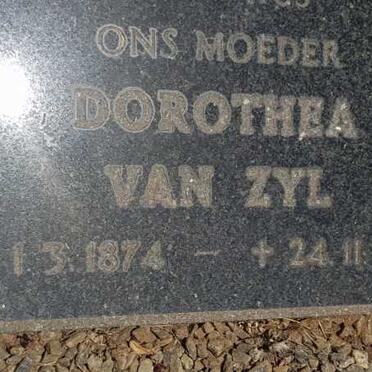 ONS MOEDER
DOROTHEA
VAN ZYL
1.3.1874 - + 24.11